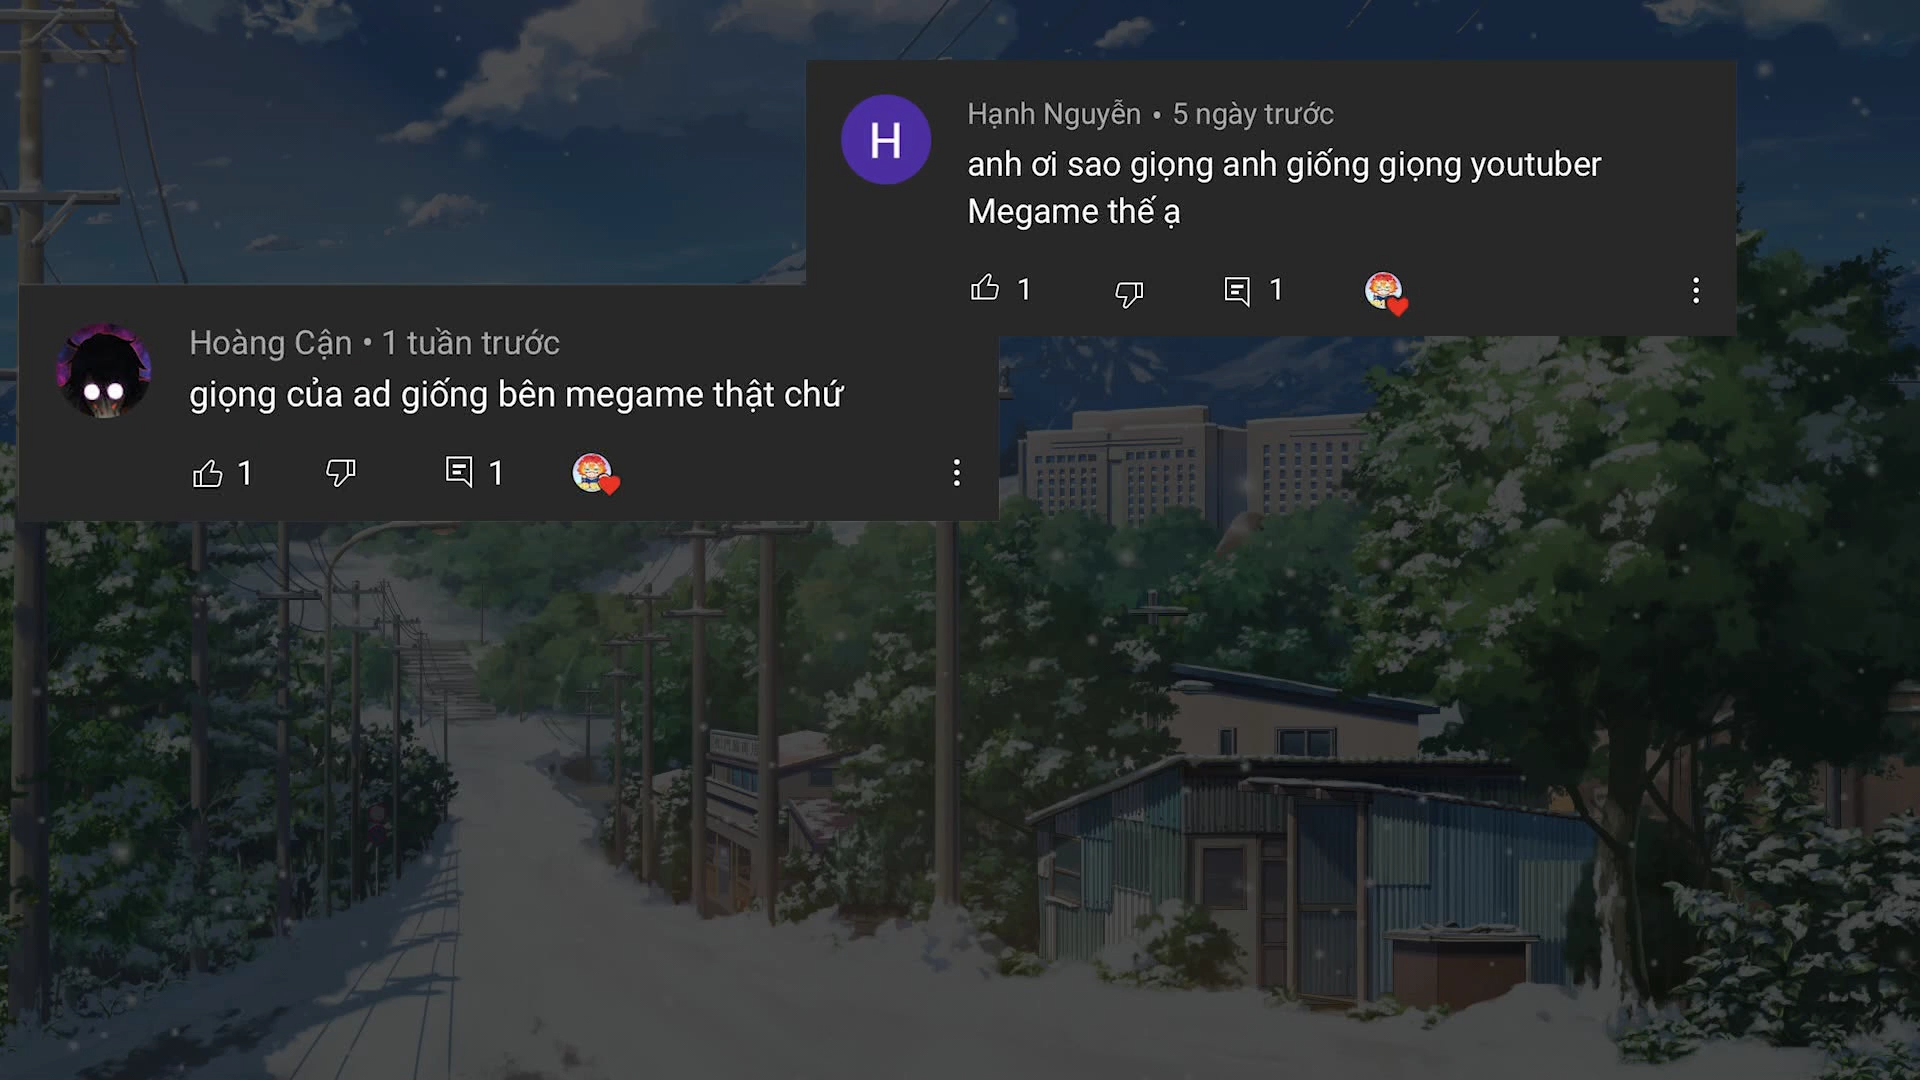 H
Hạnh Nguyễn • 5 ngày trước
anh ơi sao giọng anh giống giọng youtuber
Megame thế ạ
1
1
Hoàng Cận • 1 tuần trước
giọng của ad giống bên megame thật chứ
1
1